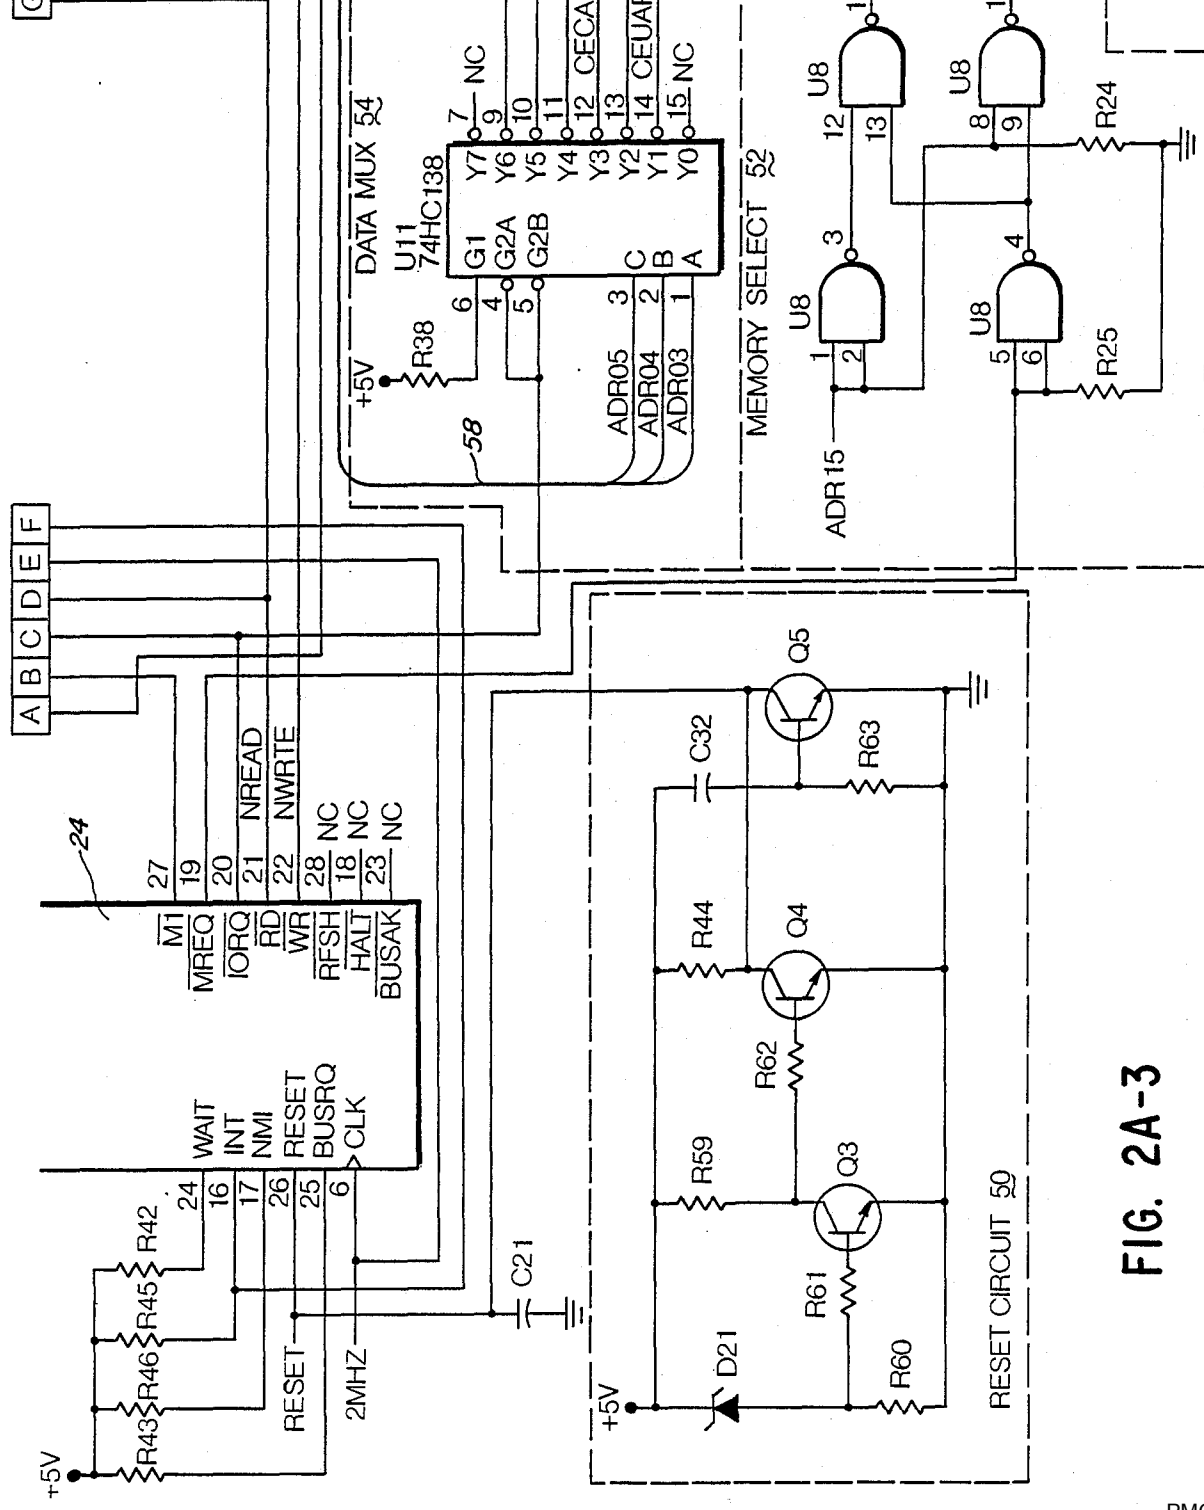 G
A B C D E F
24
27
19
20
21
22
28
18
23
NREAD
NWRTE
NC
NC
NC
M1
MREQ
IORQ
RD
WR
RFSH
HALT
BUSAK
WAIT
INT
NMI
RESET
BUSRQ
CLK
24
16
17
26
25
6
R42
R45
R46
R43
+5V
RESET
2MHZ
C21
DATA MUX 54
U11
74HC138
G1
G2A
G2B
C
B
A
Y7
Y6
Y5
Y4
Y3
Y2
Y1
Y0
7 NC
9
10
11
12
13
14
15 NC
CECA
CEUAR
6
4
5
3
2
1
+5V
R38
ADR05
ADR04
ADR03
58
MEMORY SELECT 52
ADR15
U8
1
2
3
U8
5
6
4
U8
12
13
1
U8
8
9
1
R24
R25
+5V
D21
R60
R61
Q3
R59
R62
Q4
R44
C32
R63
Q5
RESET CIRCUIT 50
FIG. 2A-3